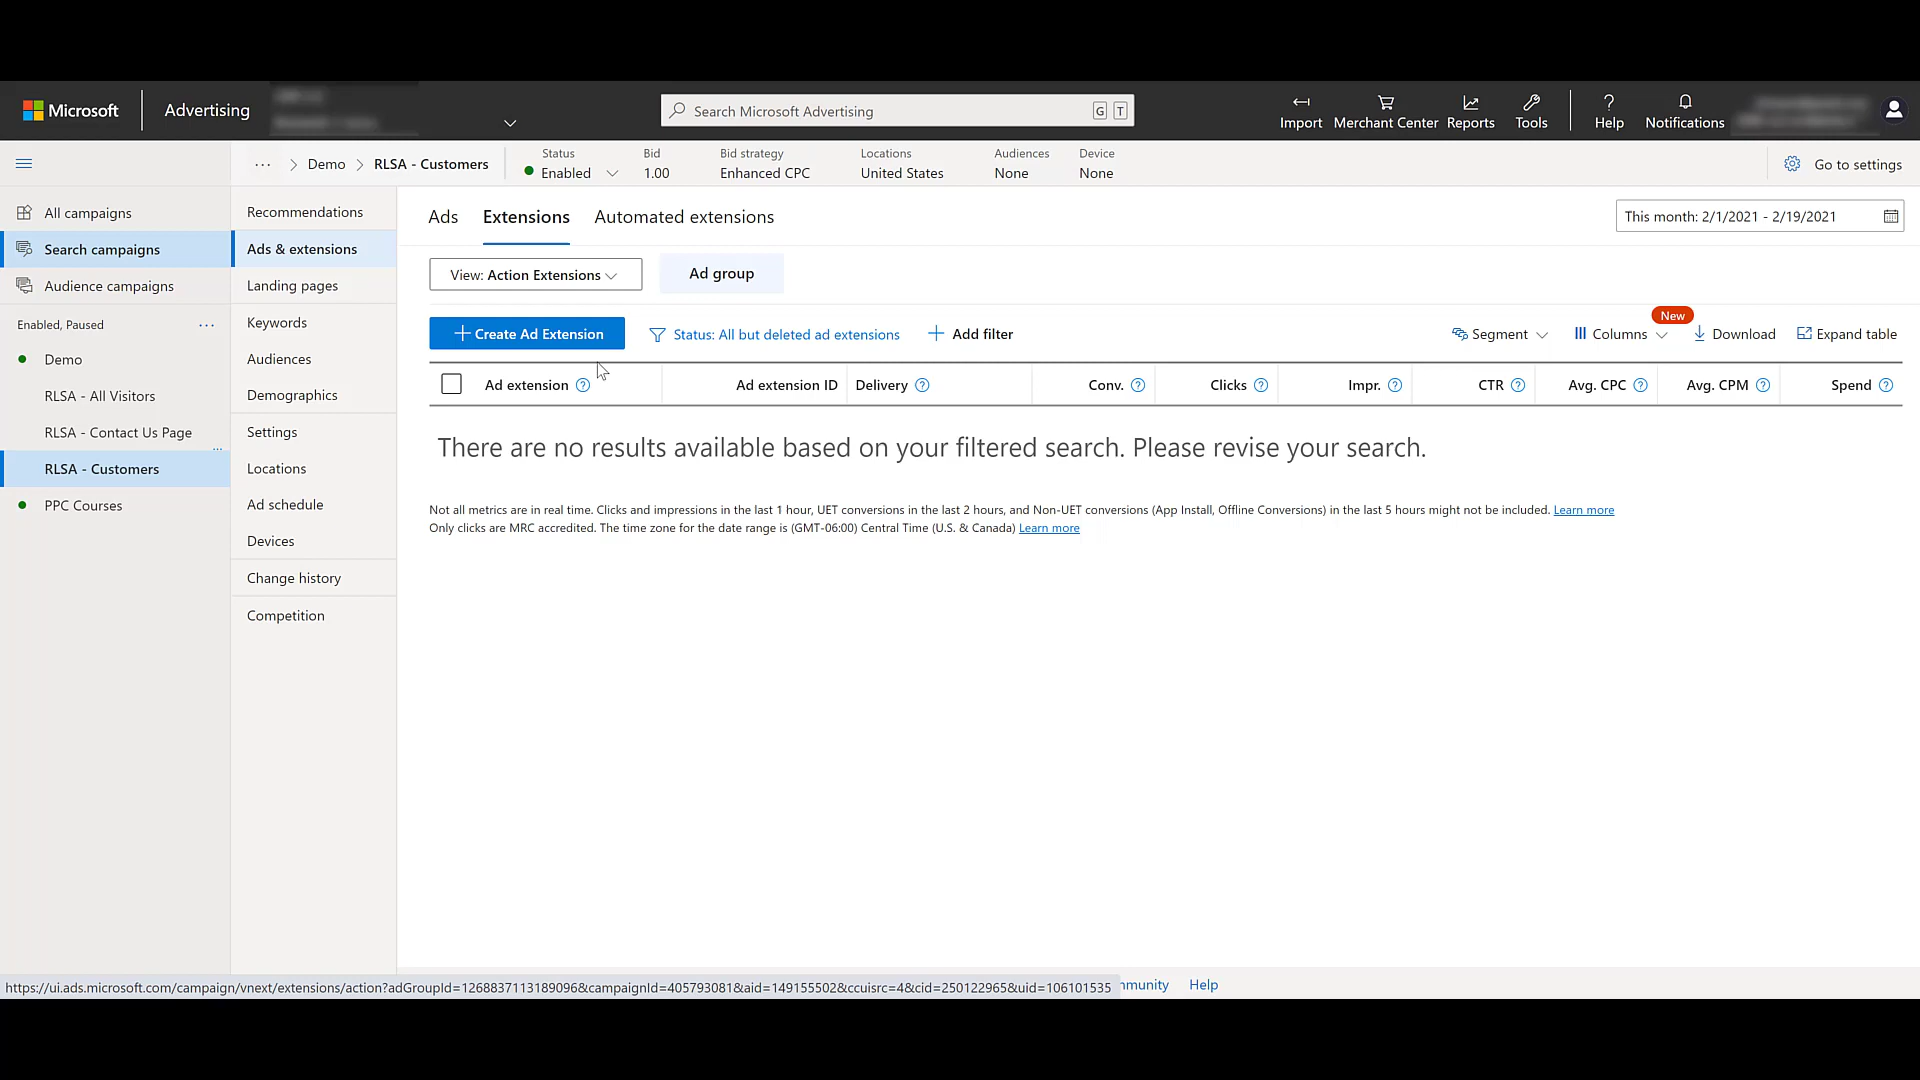 Microsoft
Advertising
Search Microsoft Advertising
G T
Import
Merchant Center
Reports
Tools
Help
Notifications
... > Demo > RLSA - Customers
Status
Enabled
Bid
1.00
Bid strategy
Enhanced CPC
Locations
United States
Audiences
None
Device
None
Go to settings
All campaigns
Search campaigns
Audience campaigns
Enabled, Paused
Demo
RLSA - All Visitors
RLSA - Contact Us Page
RLSA - Customers
PPC Courses
Recommendations
Ads & extensions
Landing pages
Keywords
Audiences
Demographics
Settings
Locations
Ad schedule
Devices
Change history
Competition
Ads
Extensions
Automated extensions
This month: 2/1/2021 - 2/19/2021
View: Action Extensions
Ad group
Create Ad Extension
Status: All but deleted ad extensions
Add filter
Segment
New
Columns
Download
Expand table
Ad extension
Ad extension ID
Delivery
Conv.
Clicks
Impr.
CTR
Avg. CPC
Avg. CPM
Spend
There are no results available based on your filtered search. Please revise your search.
Not all metrics are in real time. Clicks and impressions in the last 1 hour, UET conversions in the last 2 hours, and Non-UET conversions (App Install, Offline Conversions) in the last 5 hours might not be included. Learn more
Only clicks are MRC accredited. The time zone for the date range is (GMT-06:00) Central Time (U.S. & Canada) Learn more
https://ui.ads.microsoft.com/campaign/vnext/extensions/action?adGroupId=1268837113189096&campaignId=405793081&aid=149155502&ccuisrc=4&cid=250122965&uid=106101535
mmunity
Help